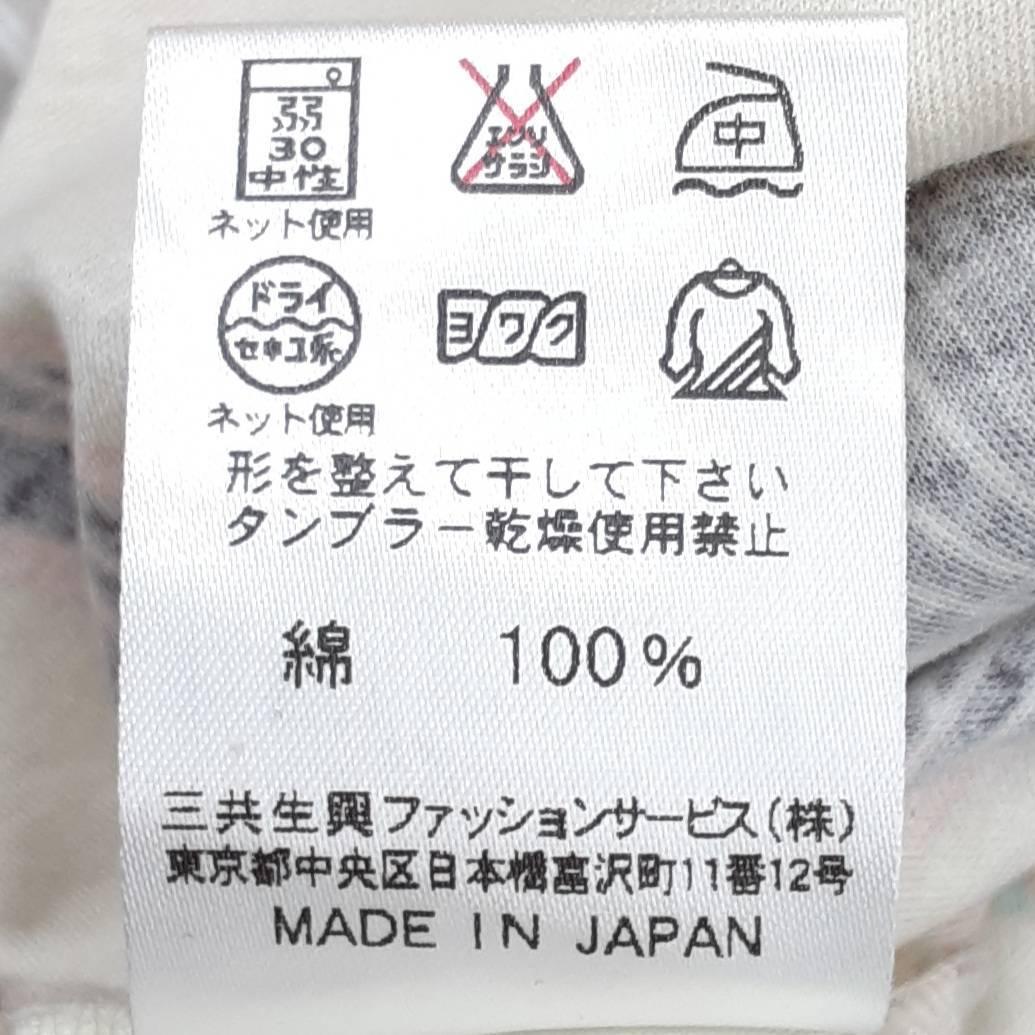 弱
30
中性
ネット使用
エンソ
サラシ
中
ドライ
セキユ系
ネット使用
ヨワク
形を整えて干して下さい
タンブラー乾燥使用禁止
綿 100%
三共生興ファッションサービス(株)
東京都中央区日本橋富沢町11番12号
MADE IN JAPAN